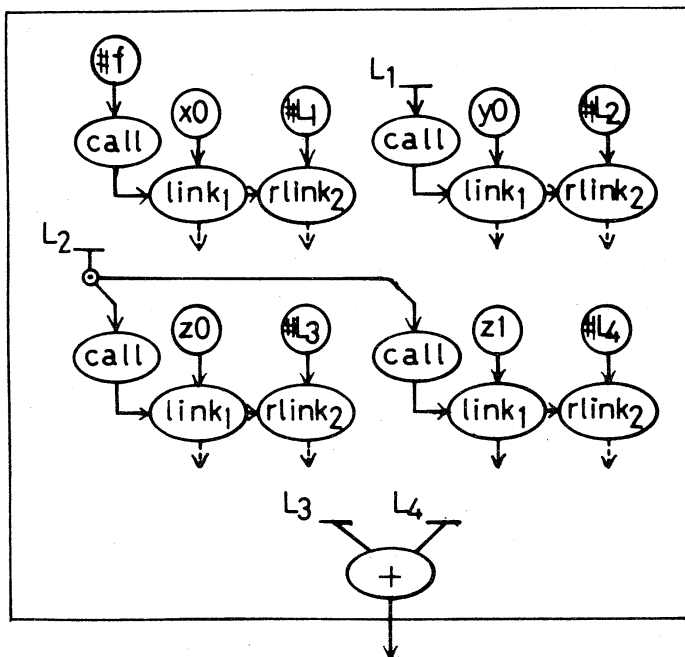 #f
x0 #L1 L1 y0 #L2
call call
link1 rlink2 link1 rlink2
L2
z0 #L3 z1 #L4
call call
link1 rlink2 link1 rlink2
L3 L4
+